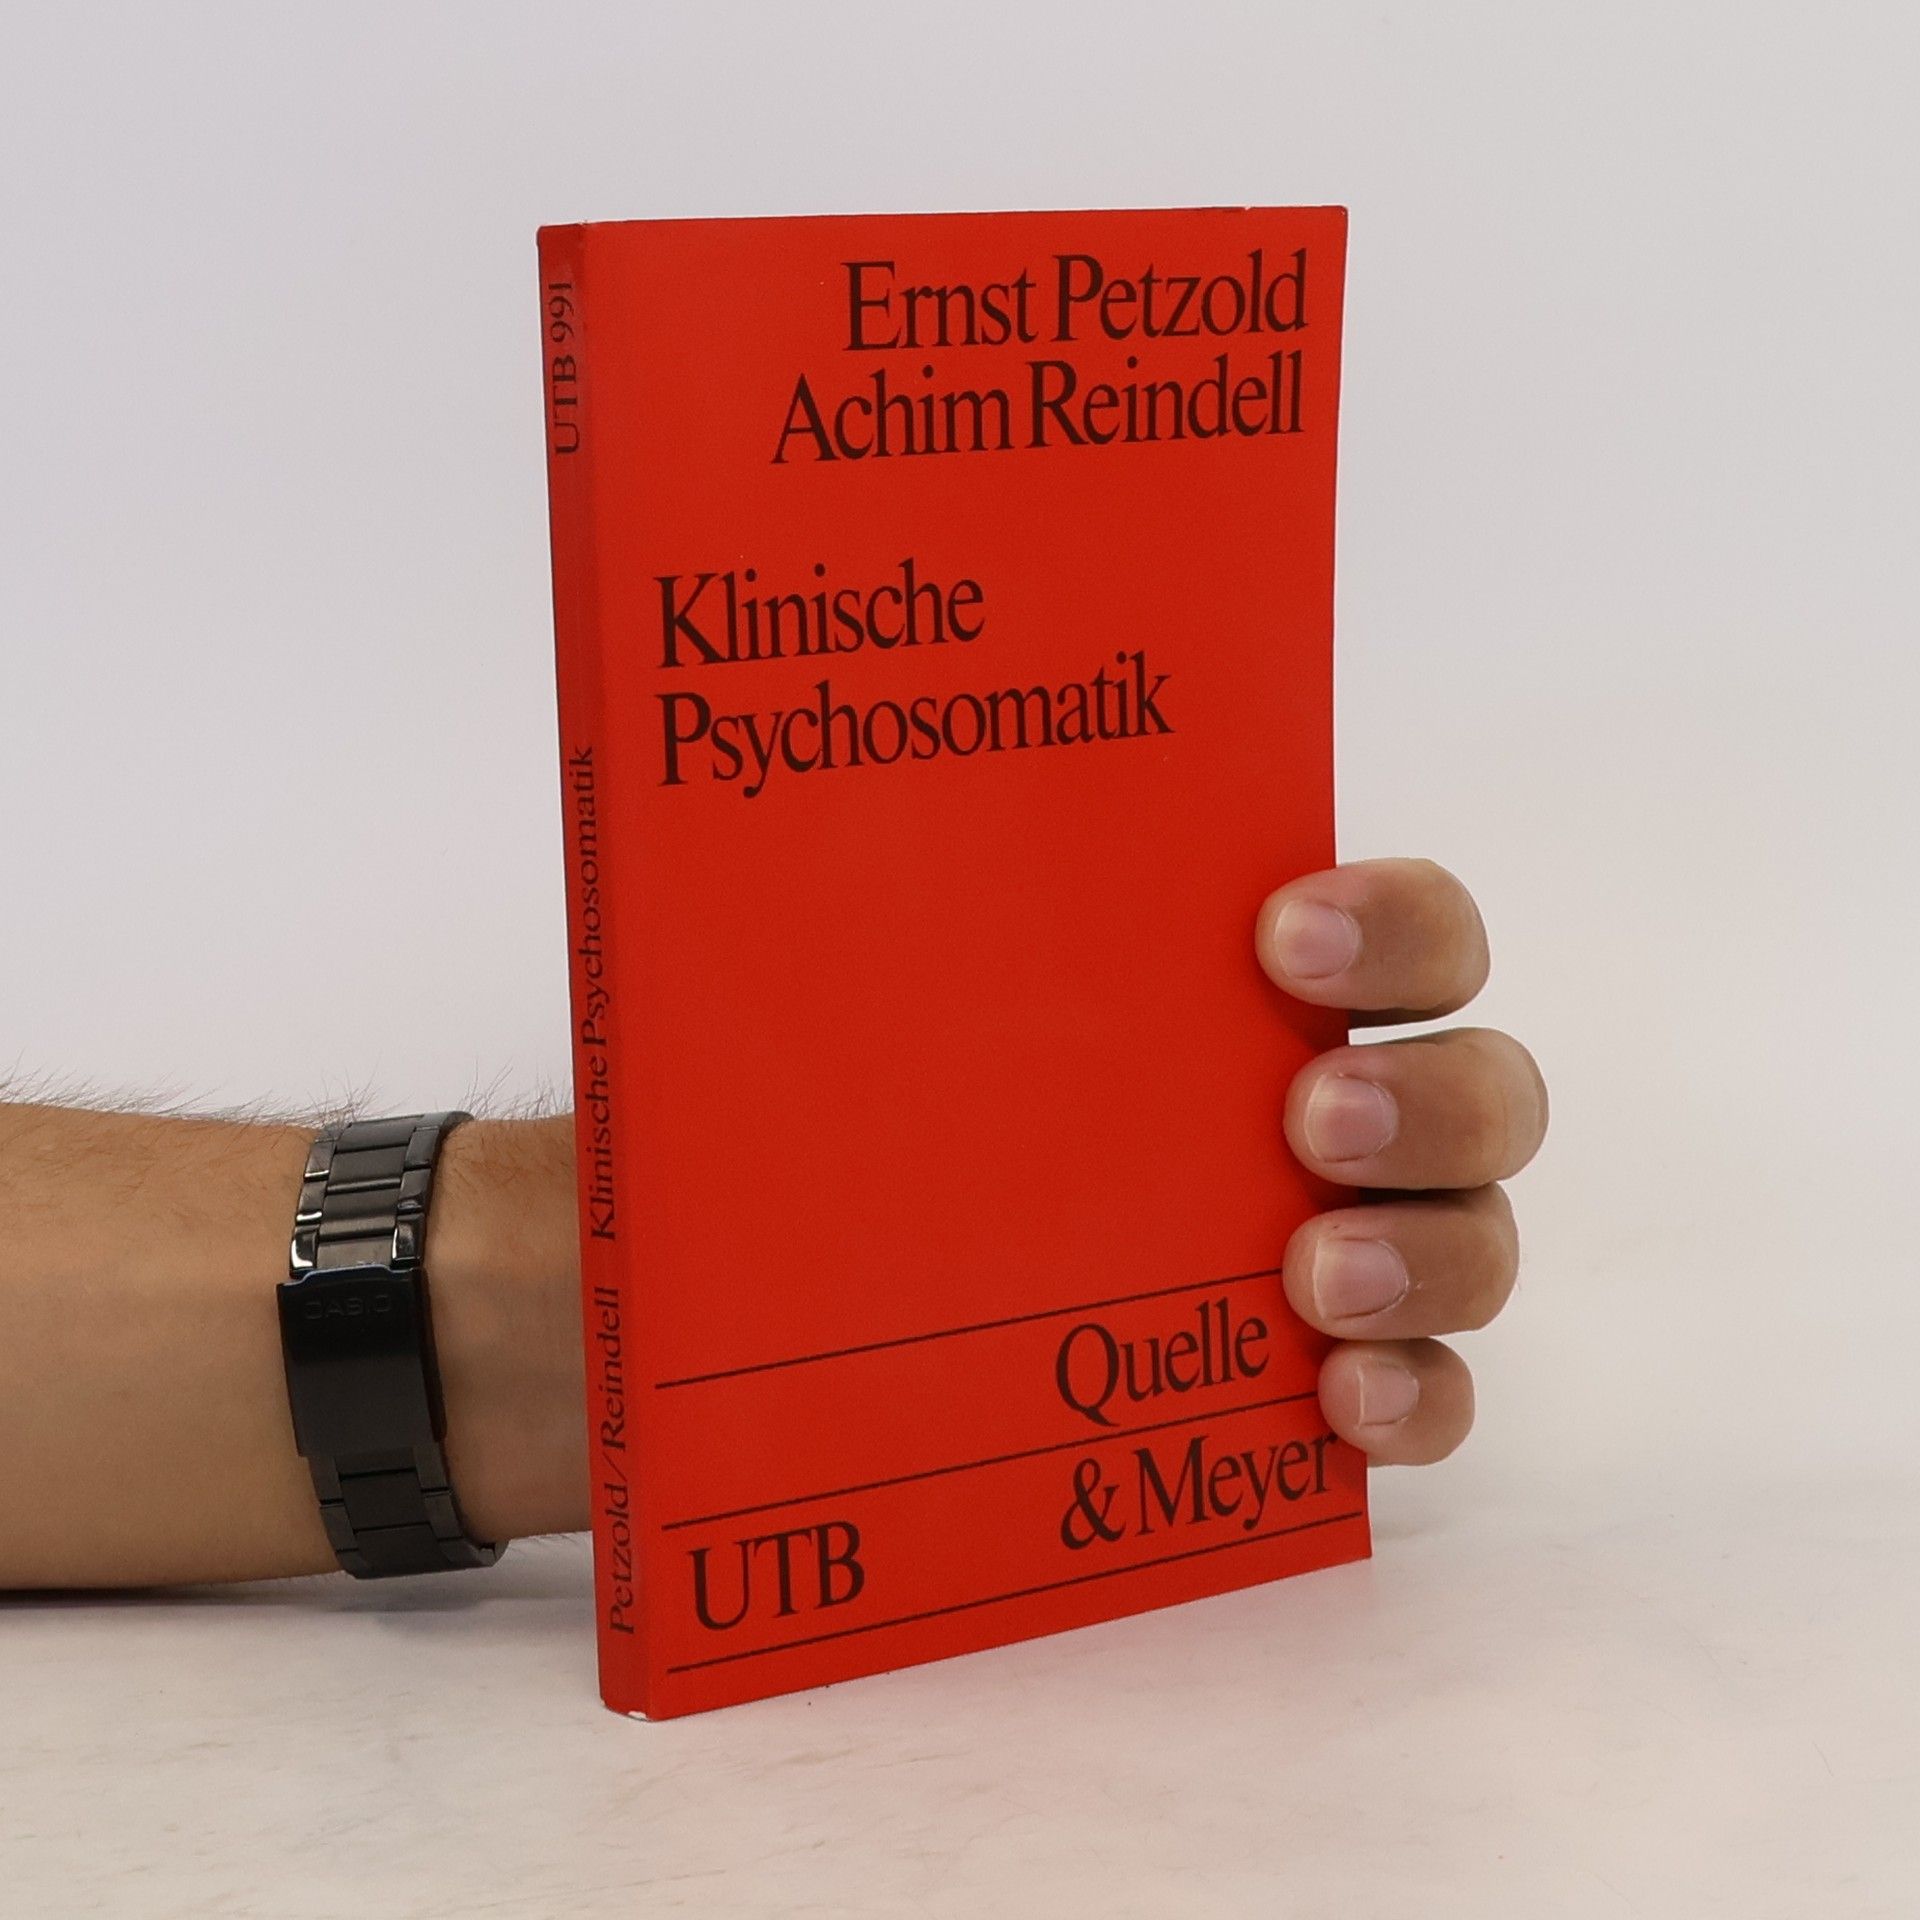 Ernst Petzold
Achim Reindell
Klinische
Psychosomatik
Quelle
& Meyer
UTB
Petzold/Reindell Klinische Psychosomatik UTB 991
CASIO